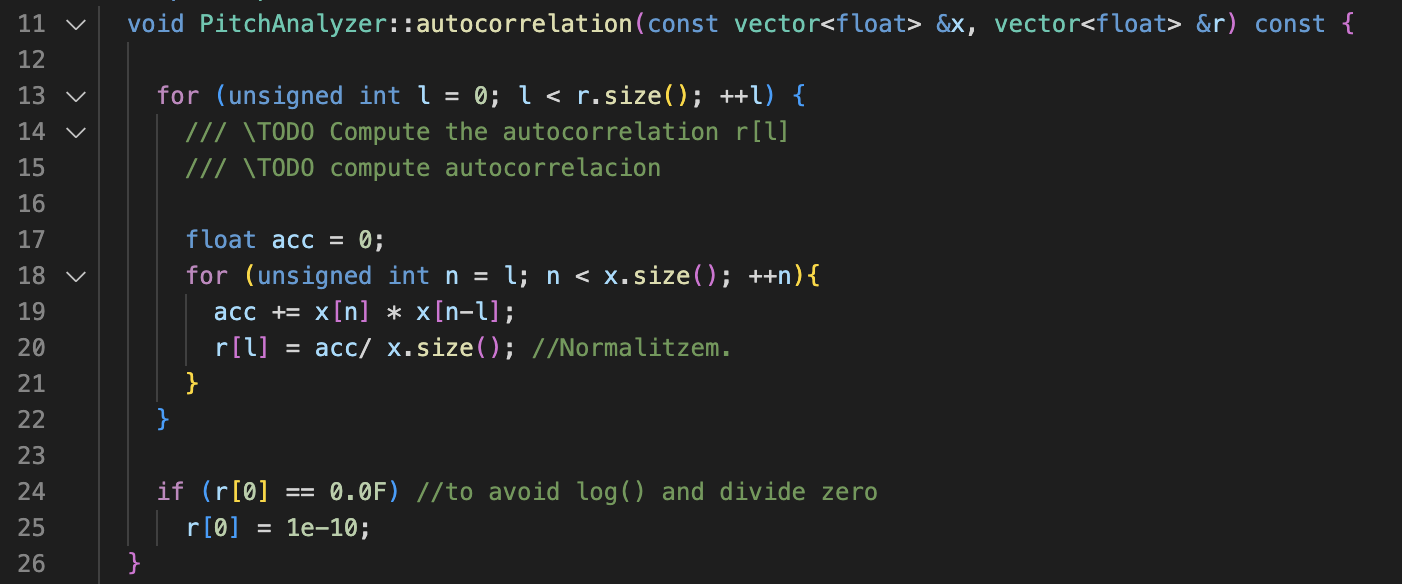 11 void PitchAnalyzer::autocorrelation(const vector<float> &x, vector<float> &r) const {
12
13 for (unsigned int l = 0; l < r.size(); ++l) {
14 /// \TODO Compute the autocorrelation r[l]
15 /// \TODO compute autocorrelacion
16
17 float acc = 0;
18 for (unsigned int n = l; n < x.size(); ++n){
19 acc += x[n] * x[n-l];
20 r[l] = acc/ x.size(); //Normalitzem.
21 }
22 }
23
24 if (r[0] == 0.0F) //to avoid log() and divide zero
25 r[0] = 1e-10;
26 }